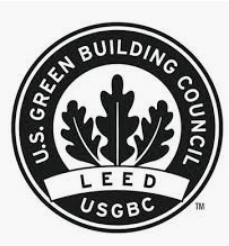 U.S. GREEN BUILDING COUNCIL
LEED
USGBC
TM